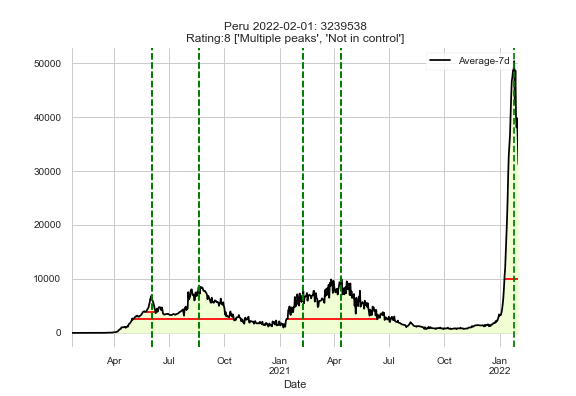 Peru 2022-02-01: 3239538
Rating:8 ['Multiple peaks', 'Not in control']
Average-7d
50000
40000
30000
20000
10000
0
Apr Jul Oct Jan Apr Jul Oct Jan
2021 2022
Date